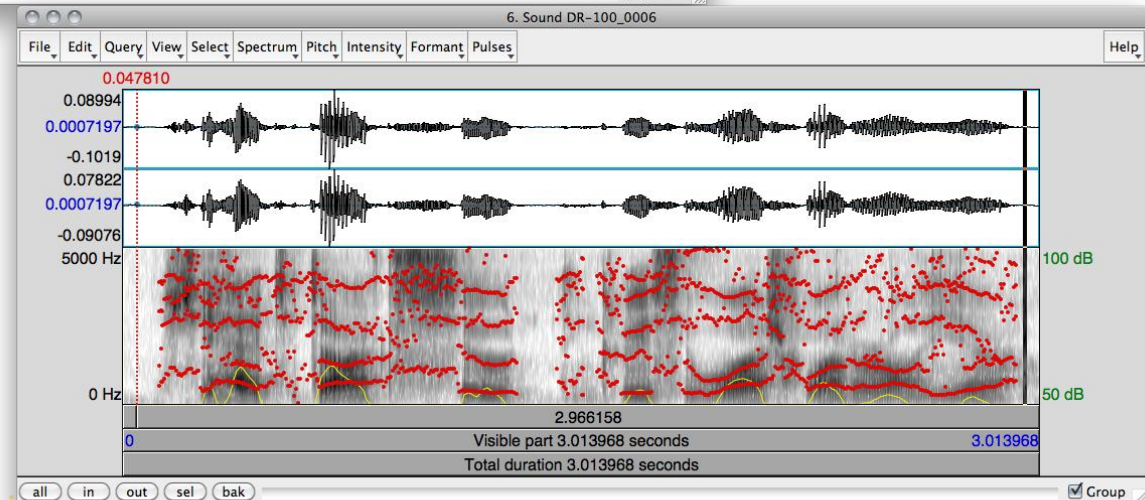 6. Sound DR-100_0006
File Edit Query View Select Spectrum Pitch Intensity Formant Pulses Help
0.047810
0.08994
0.0007197
-0.1019
0.07822
0.0007197
-0.09076
5000 Hz 100 dB
0 Hz 50 dB
2.966158
0 Visible part 3.013968 seconds 3.013968
Total duration 3.013968 seconds
all in out sel bak Group